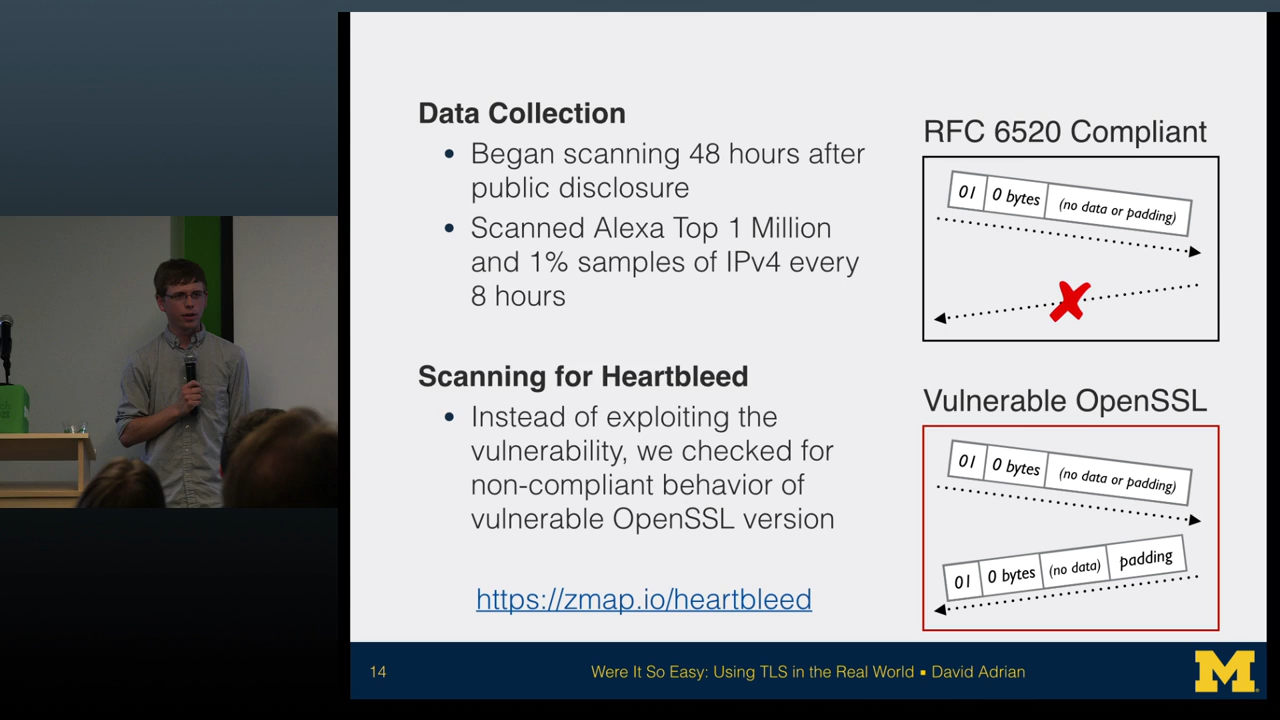 Data Collection
• Began scanning 48 hours after
public disclosure
• Scanned Alexa Top 1 Million
and 1% samples of IPv4 every
8 hours
Scanning for Heartbleed
• Instead of exploiting the
vulnerability, we checked for
non-compliant behavior of
vulnerable OpenSSL version
https://zmap.io/heartbleed
RFC 6520 Compliant
01 0 bytes (no data or padding)
Vulnerable OpenSSL
01 0 bytes (no data or padding)
01 0 bytes (no data) padding
14
Were It So Easy: Using TLS in the Real World ▪ David Adrian
M